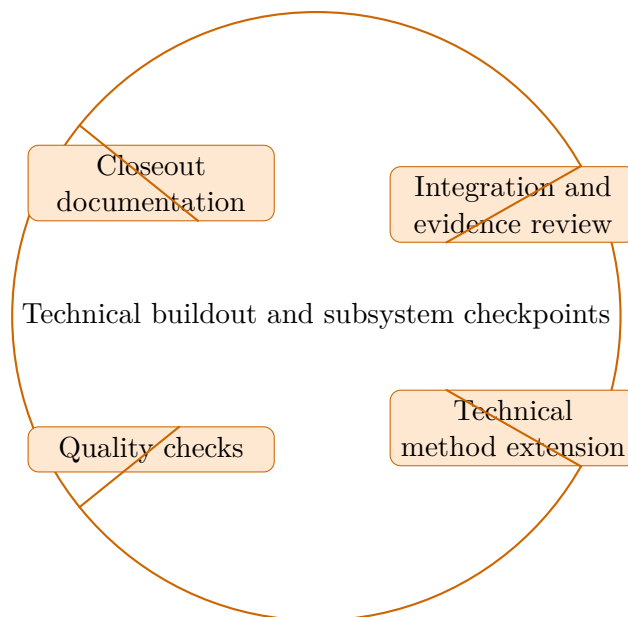 Closeout
documentation
Integration and
evidence review
Technical buildout and subsystem checkpoints
Technical
method extension
Quality checks